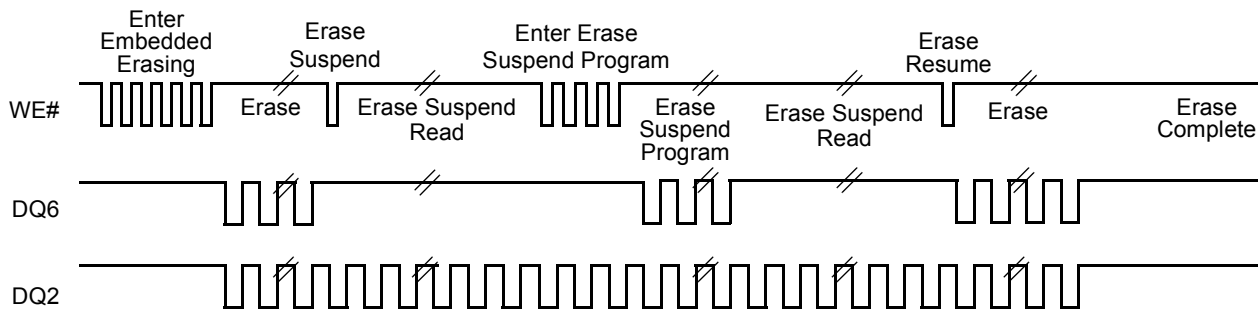 Enter
Embedded
Erasing
Erase
Suspend
Enter Erase
Suspend Program
Erase
Resume
WE#
Erase
Erase Suspend
Read
Erase
Suspend
Program
Erase Suspend
Read
Erase
Erase
Complete
DQ6
DQ2